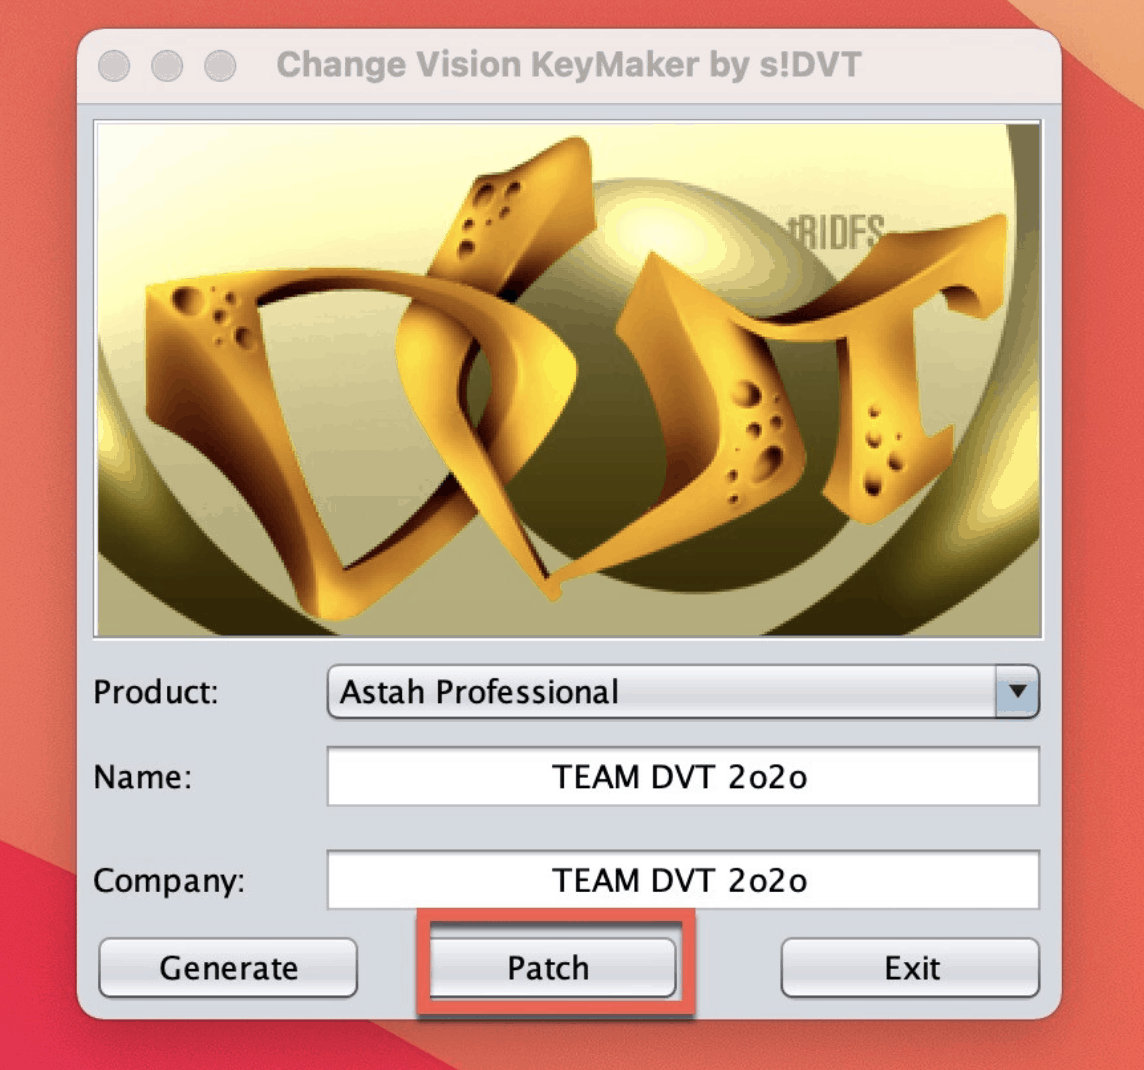 Change Vision KeyMaker by s!DVT
tRIDFS
DVT
Product:
Astah Professional
Name:
TEAM DVT 2o2o
Company:
TEAM DVT 2o2o
Generate
Patch
Exit